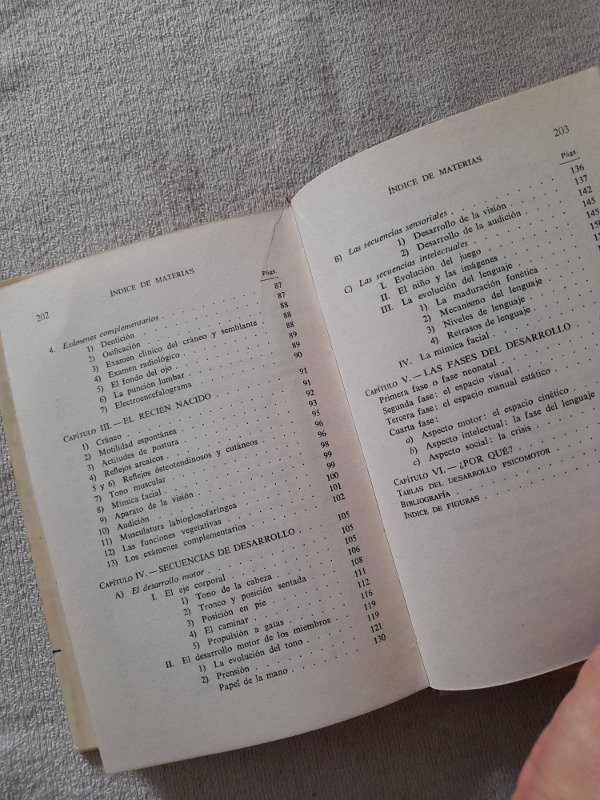 202
ÍNDICE DE MATERIAS
Págs.
4. Exámenes complementarios . . . 87
1) Dentición . . . 87
2) Osificación . . . 88
3) Examen clínico del cráneo y semblante . . . 88
4) Examen radiológico . . . 88
5) El fondo del ojo . . . 89
6) La punción lumbar . . . 89
7) Electroencefalograma . . . 90
CAPÍTULO III. — EL RECIÉN NACIDO . . . 91
1) Cráneo . . . 91
2) Motilidad espontánea . . . 92
3) Actitudes de postura . . . 93
4) Reflejos arcaicos . . . 95
5 y 6) Reflejos ósteotendinosos y cutáneos . . . 96
7) Tono muscular . . . 96
8) Mímica facial . . . 98
9) Aparato de la visión . . . 99
10) Audición . . . 99
11) Musculatura labioglosofaríngea . . . 100
12) Las funciones vegetativas . . . 101
13) Los exámenes complementarios . . . 102
CAPÍTULO IV. — SECUENCIAS DE DESARROLLO . . . 105
A) El desarrollo motor . . . 105
I. El eje corporal . . . 105
1) Tono de la cabeza . . . 106
2) Tronco y posición sentada . . . 108
3) Posición en pie . . . 111
4) El caminar . . . 112
5) Propulsión a gatas . . . 116
II. El desarrollo motor de los miembros . . . 119
1) La evolución del tono . . . 119
2) Prensión . . . 121
Papel de la mano . . . 130
203
ÍNDICE DE MATERIAS
Págs.
B) Las secuencias sensoriales . . . 136
1) Desarrollo de la visión . . . 137
2) Desarrollo de la audición . . . 142
C) Las secuencias intelectuales . . . 145
I. Evolución del juego . . . 145
II. El niño y las imágenes . . .
III. La evolución del lenguaje . . .
1) La maduración fonética
2) Mecanismo del lenguaje
3) Niveles de lenguaje . .
4) Retrasos de lenguaje .
IV. La mímica facial . . .
CAPÍTULO V. — LAS FASES DEL DESARROLLO .
Primera fase o fase neonatal . . .
Segunda fase: el espacio visual . .
Tercera fase: el espacio manual estático
Cuarta fase:
a) Aspecto motor: el espacio cinético
b) Aspecto intelectual: la fase del lenguaje
c) Aspecto social: la crisis . .
CAPÍTULO VI. — ¿POR QUÉ? . . .
TABLAS DEL DESARROLLO PSICOMOTOR
BIBLIOGRAFÍA . . .
ÍNDICE DE FIGURAS . . .